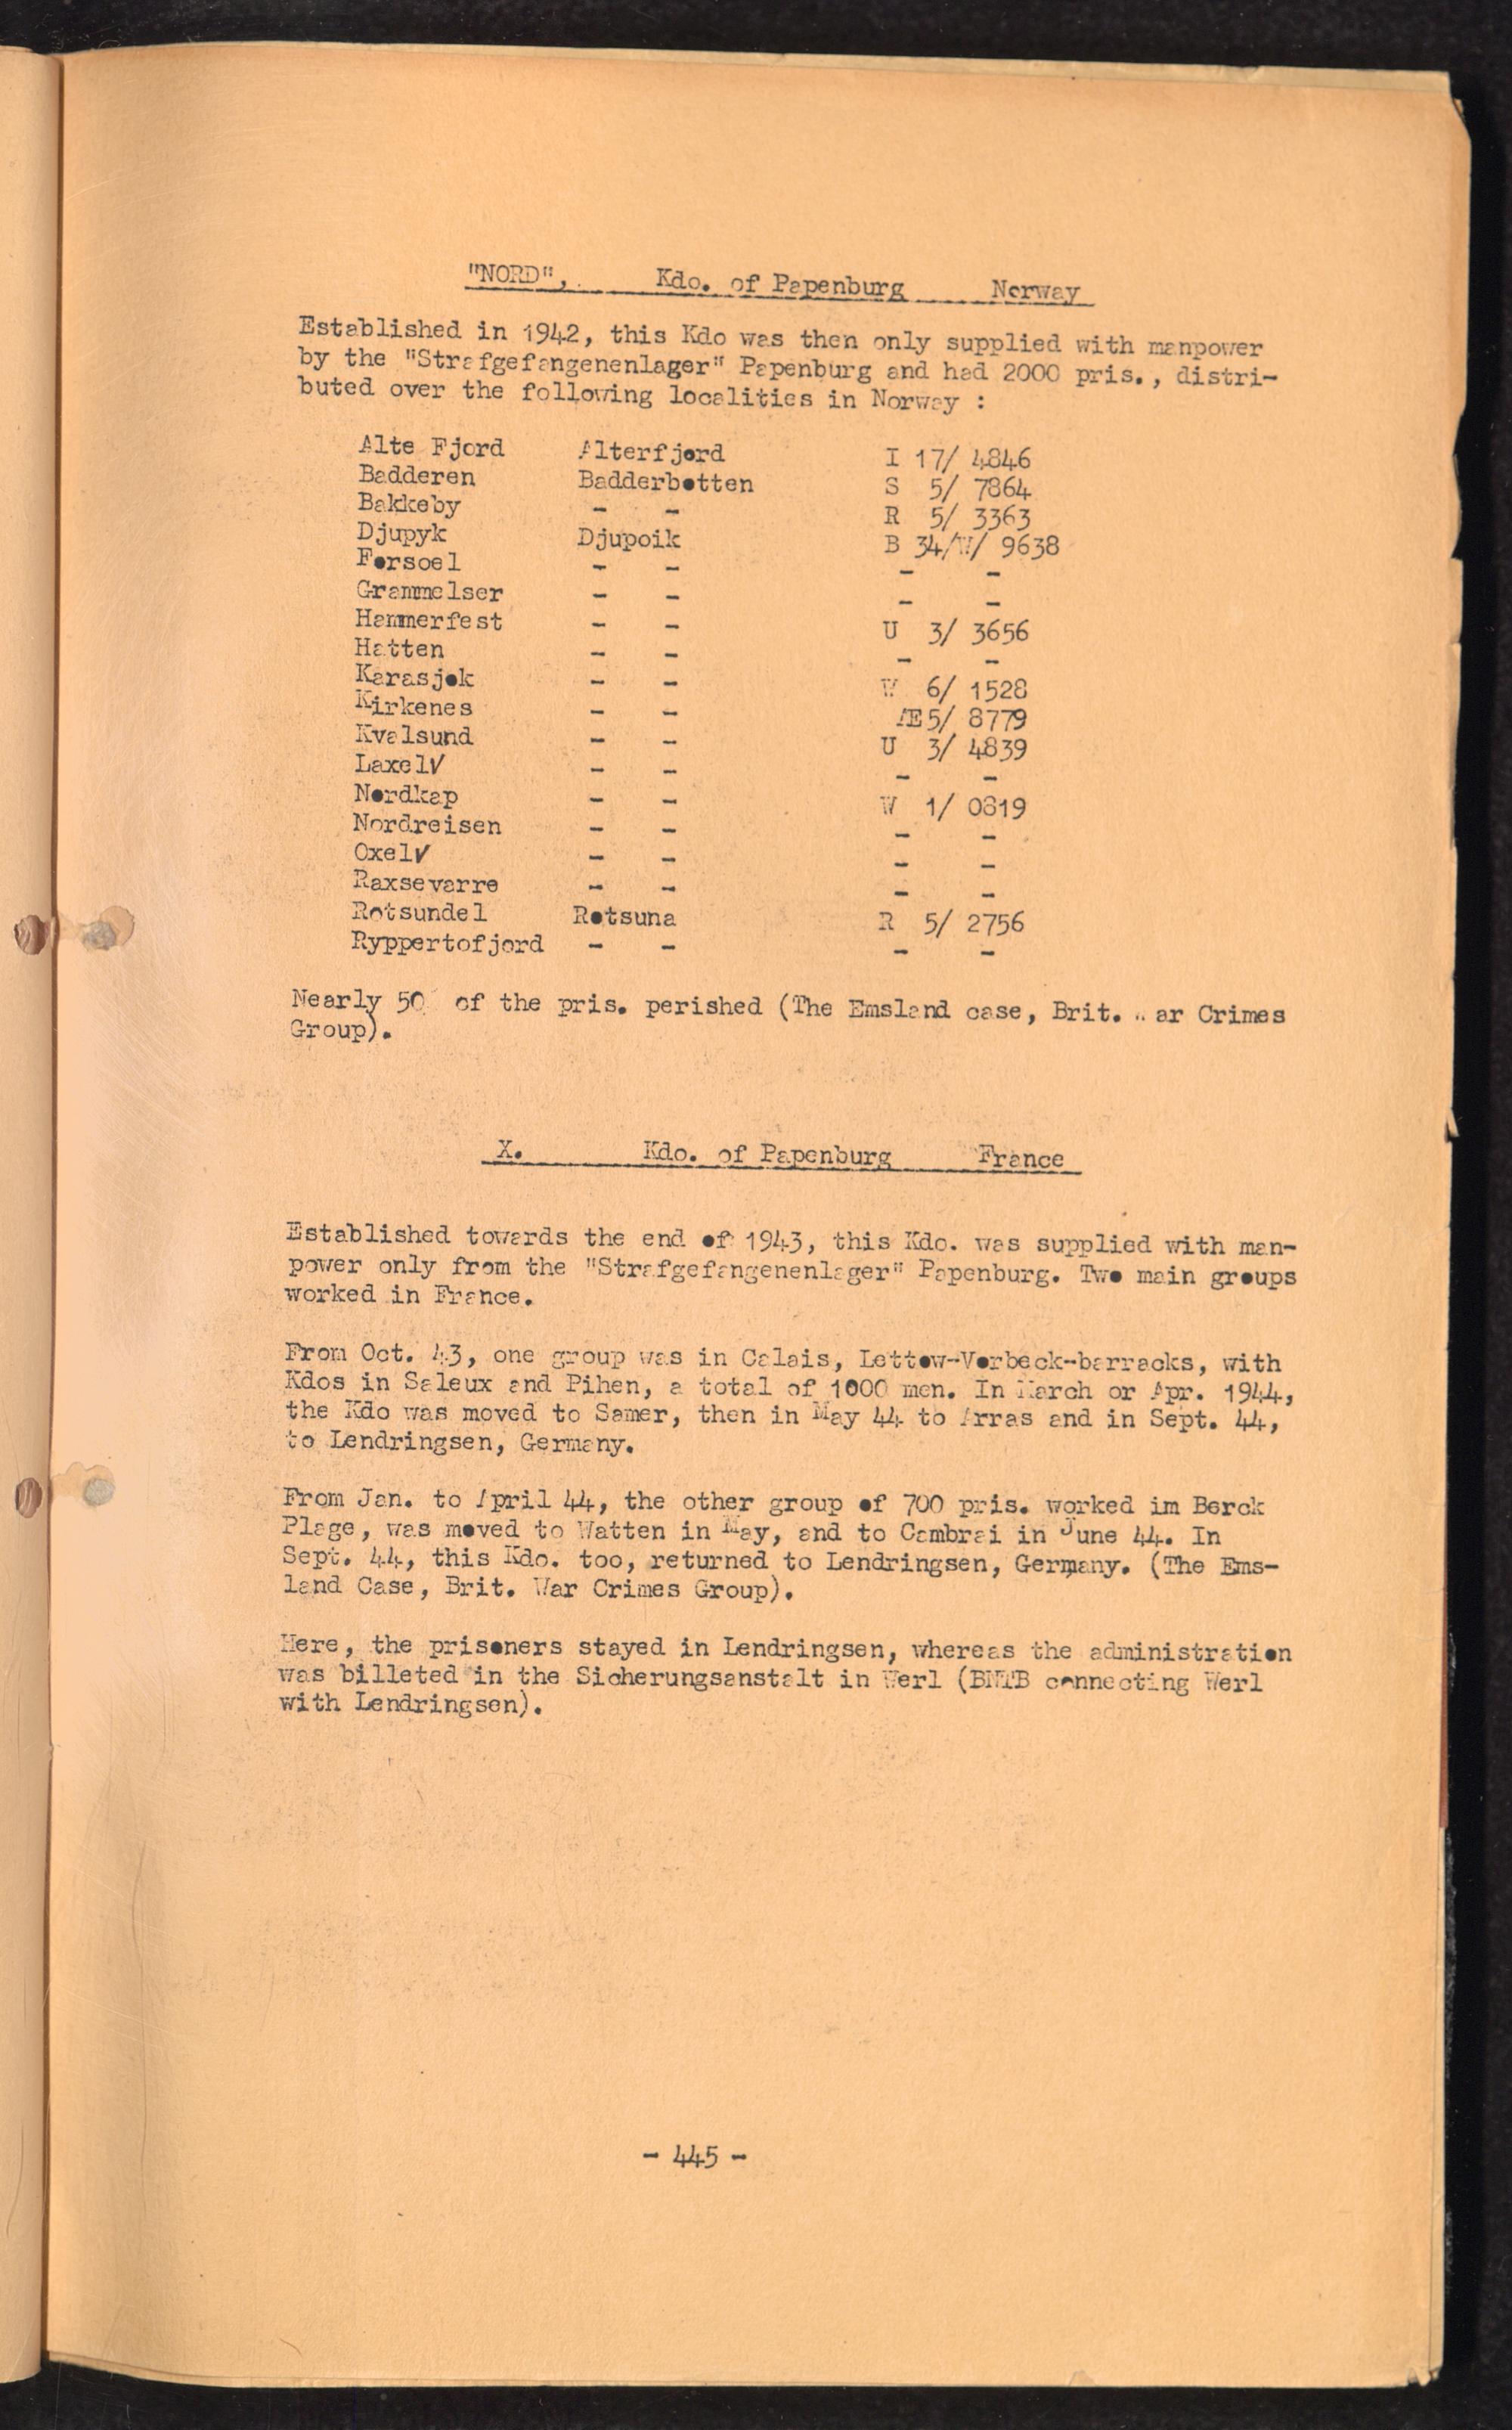 "NORD", Kdo. of Papenburg Norway
Established in 1942, this Kdo was then only supplied with manpower
by the "Strafgefangenenlager" Papenburg and had 2000 pris., distri-
buted over the following localities in Norway :
Alte Fjord Alterfjord I 17/ 4846
Badderen Badderbotten S 5/ 7864
Bakkeby - - R 5/ 3363
Djupyk Djupoik B 34/W/ 9638
Forsoel - - - -
Grammelser - - - -
Hammerfest - - U 3/ 3656
Hatten - - - -
Karasjok - - W 6/ 1528
Kirkenes - - Æ 5/ 8779
Kvalsund - - U 3/ 4839
Laxelv - - - -
Nordkap - - W 1/ 0819
Nordreisen - - - -
Oxelv - - - -
Raxsevarre - - - -
Rotsundel Rotsuna R 5/ 2756
Ryppertofjord - - - -
Nearly 50 of the pris. perished (The Emsland case, Brit. War Crimes
Group).
X. Kdo. of Papenburg France
Established towards the end of 1943, this Kdo. was supplied with man-
power only from the "Strafgefangenenlager" Papenburg. Two main groups
worked in France.
From Oct. 43, one group was in Calais, Lettow-Vorbeck-barracks, with
Kdos in Saleux and Pihen, a total of 1000 men. In March or Apr. 1944,
the Kdo was moved to Samer, then in May 44 to Arras and in Sept. 44,
to Lendringsen, Germany.
From Jan. to April 44, the other group of 700 pris. worked im Berck
Plage, was moved to Watten in May, and to Cambrai in June 44. In
Sept. 44, this Kdo. too, returned to Lendringsen, Germany. (The Ems-
land Case, Brit. War Crimes Group).
Here, the prisoners stayed in Lendringsen, whereas the administration
was billeted in the Sicherungsanstalt in Werl (BMTB connecting Werl
with Lendringsen).
- 445 -